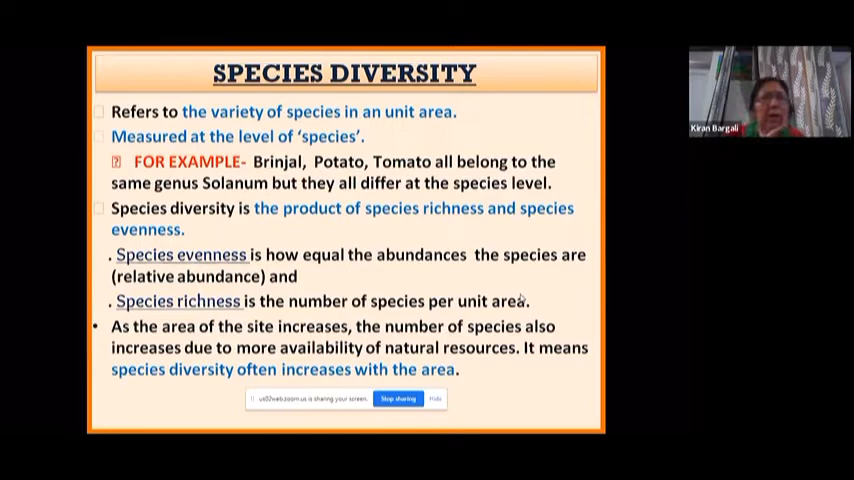 SPECIES DIVERSITY
Refers to the variety of species in an unit area.
Measured at the level of ‘species’.
FOR EXAMPLE- Brinjal, Potato, Tomato all belong to the
same genus Solanum but they all differ at the species level.
Species diversity is the product of species richness and species
evenness.
. Species evenness is how equal the abundances the species are
(relative abundance) and
. Species richness is the number of species per unit area.
• As the area of the site increases, the number of species also
increases due to more availability of natural resources. It means
species diversity often increases with the area.
us02web.zoom.us is sharing your screen. Stop sharing Hide
Kiran Bargali